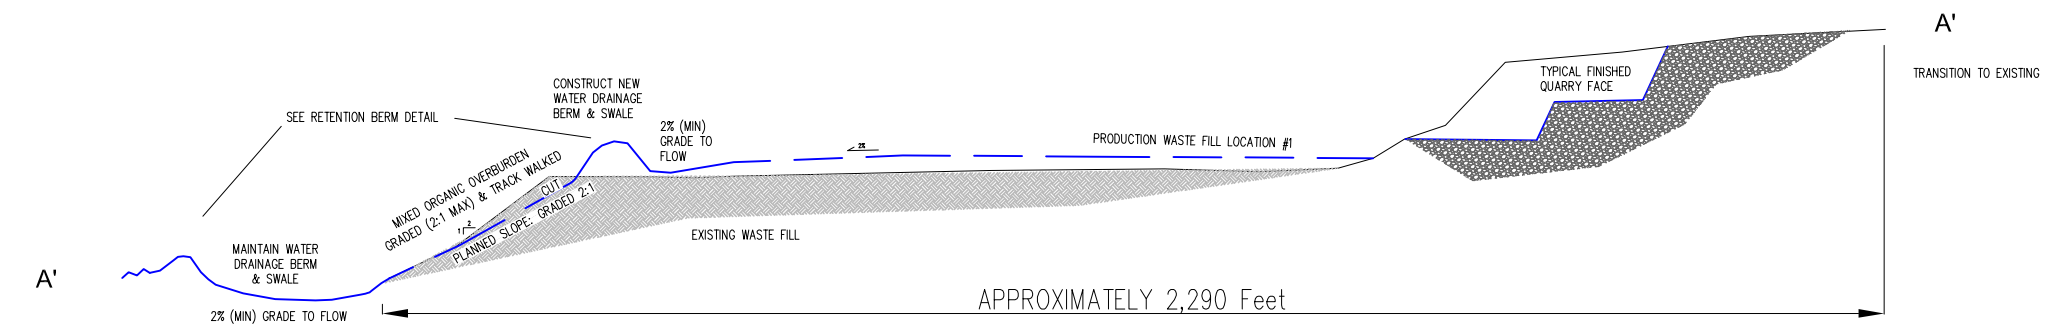 A'
TRANSITION TO EXISTING
TYPICAL FINISHED
QUARRY FACE
CONSTRUCT NEW
WATER DRAINAGE
BERM & SWALE
SEE RETENTION BERM DETAIL
2% (MIN)
GRADE TO
FLOW
2%
PRODUCTION WASTE FILL LOCATION #1
MIXED ORGANIC OVERBURDEN
GRADED (2:1 MAX) & TRACK WALKED
CUT
2
1
PLANNED SLOPE: GRADED 2:1
EXISTING WASTE FILL
MAINTAIN WATER
DRAINAGE BERM
& SWALE
A'
2% (MIN) GRADE TO FLOW
APPROXIMATELY 2,290 Feet